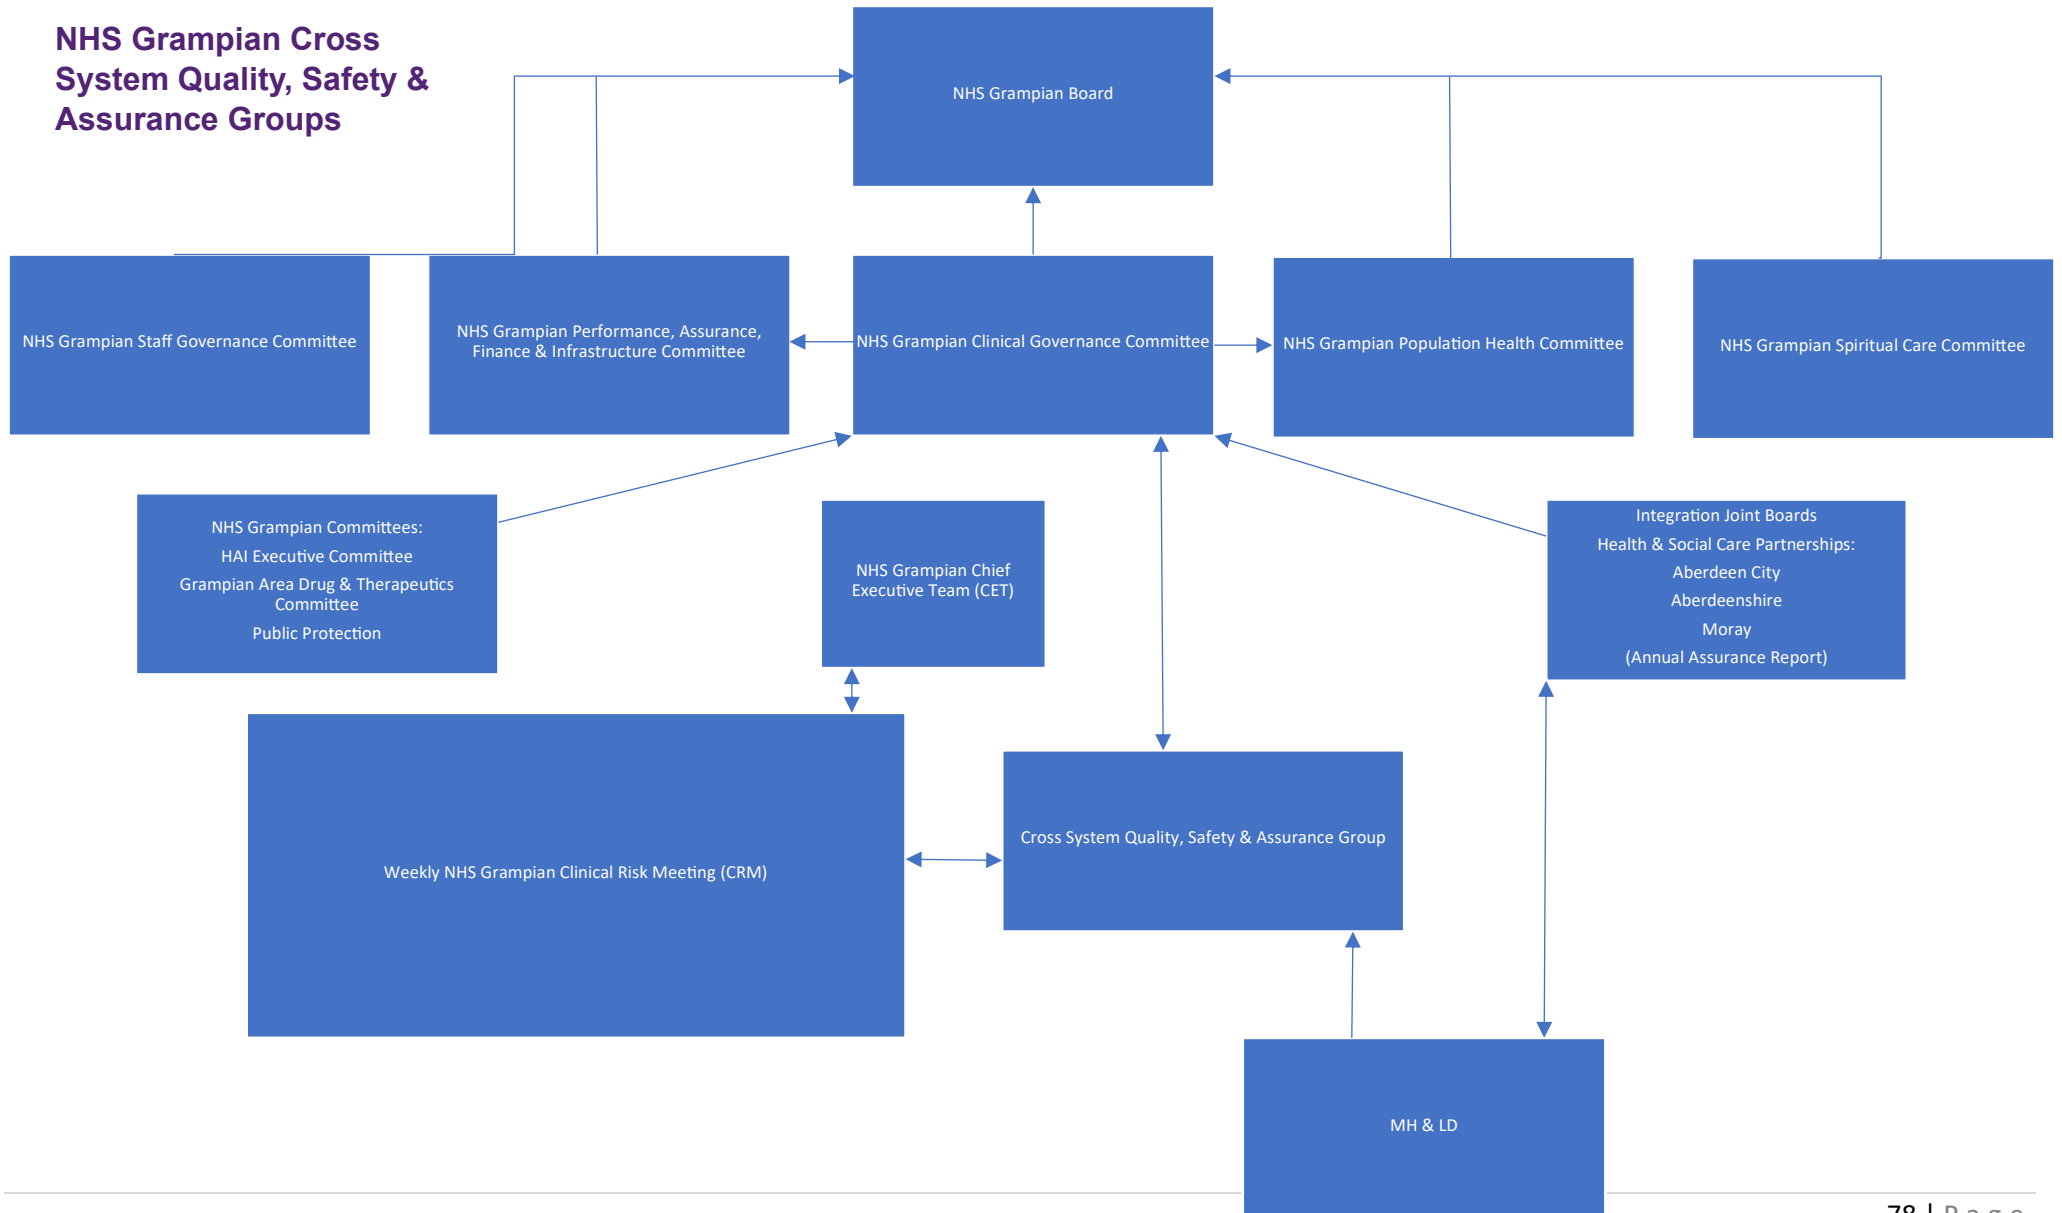 NHS Grampian Cross
System Quality, Safety &
Assurance Groups
NHS Grampian Board
NHS Grampian Staff Governance Committee
NHS Grampian Performance, Assurance,
Finance & Infrastructure Committee
NHS Grampian Clinical Governance Committee
NHS Grampian Population Health Committee
NHS Grampian Spiritual Care Committee
NHS Grampian Committees:
HAI Executive Committee
Grampian Area Drug & Therapeutics
Committee
Public Protection
NHS Grampian Chief
Executive Team (CET)
Integration Joint Boards
Health & Social Care Partnerships:
Aberdeen City
Aberdeenshire
Moray
(Annual Assurance Report)
Weekly NHS Grampian Clinical Risk Meeting (CRM)
Cross System Quality, Safety & Assurance Group
MH & LD
78 | P a g e